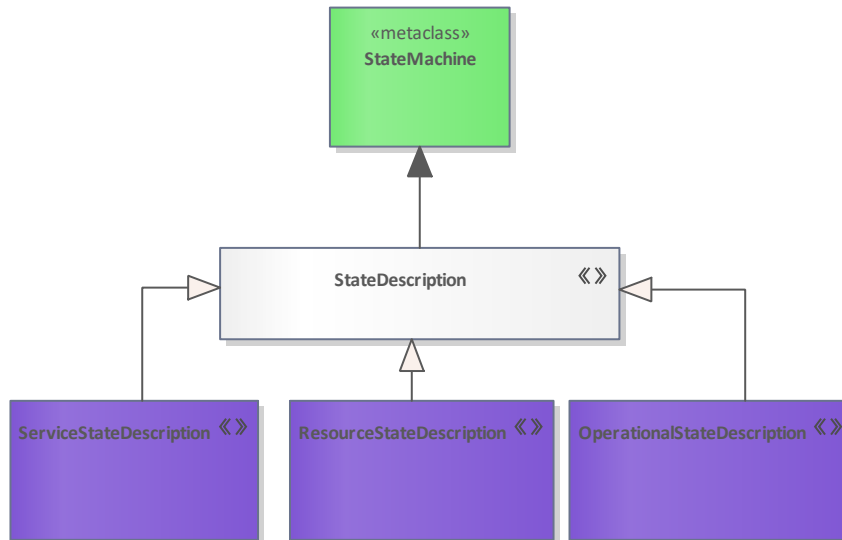 «metaclass»
StateMachine
StateDescription
«»
ServiceStateDescription «»
ResourceStateDescription «»
OperationalStateDescription «»